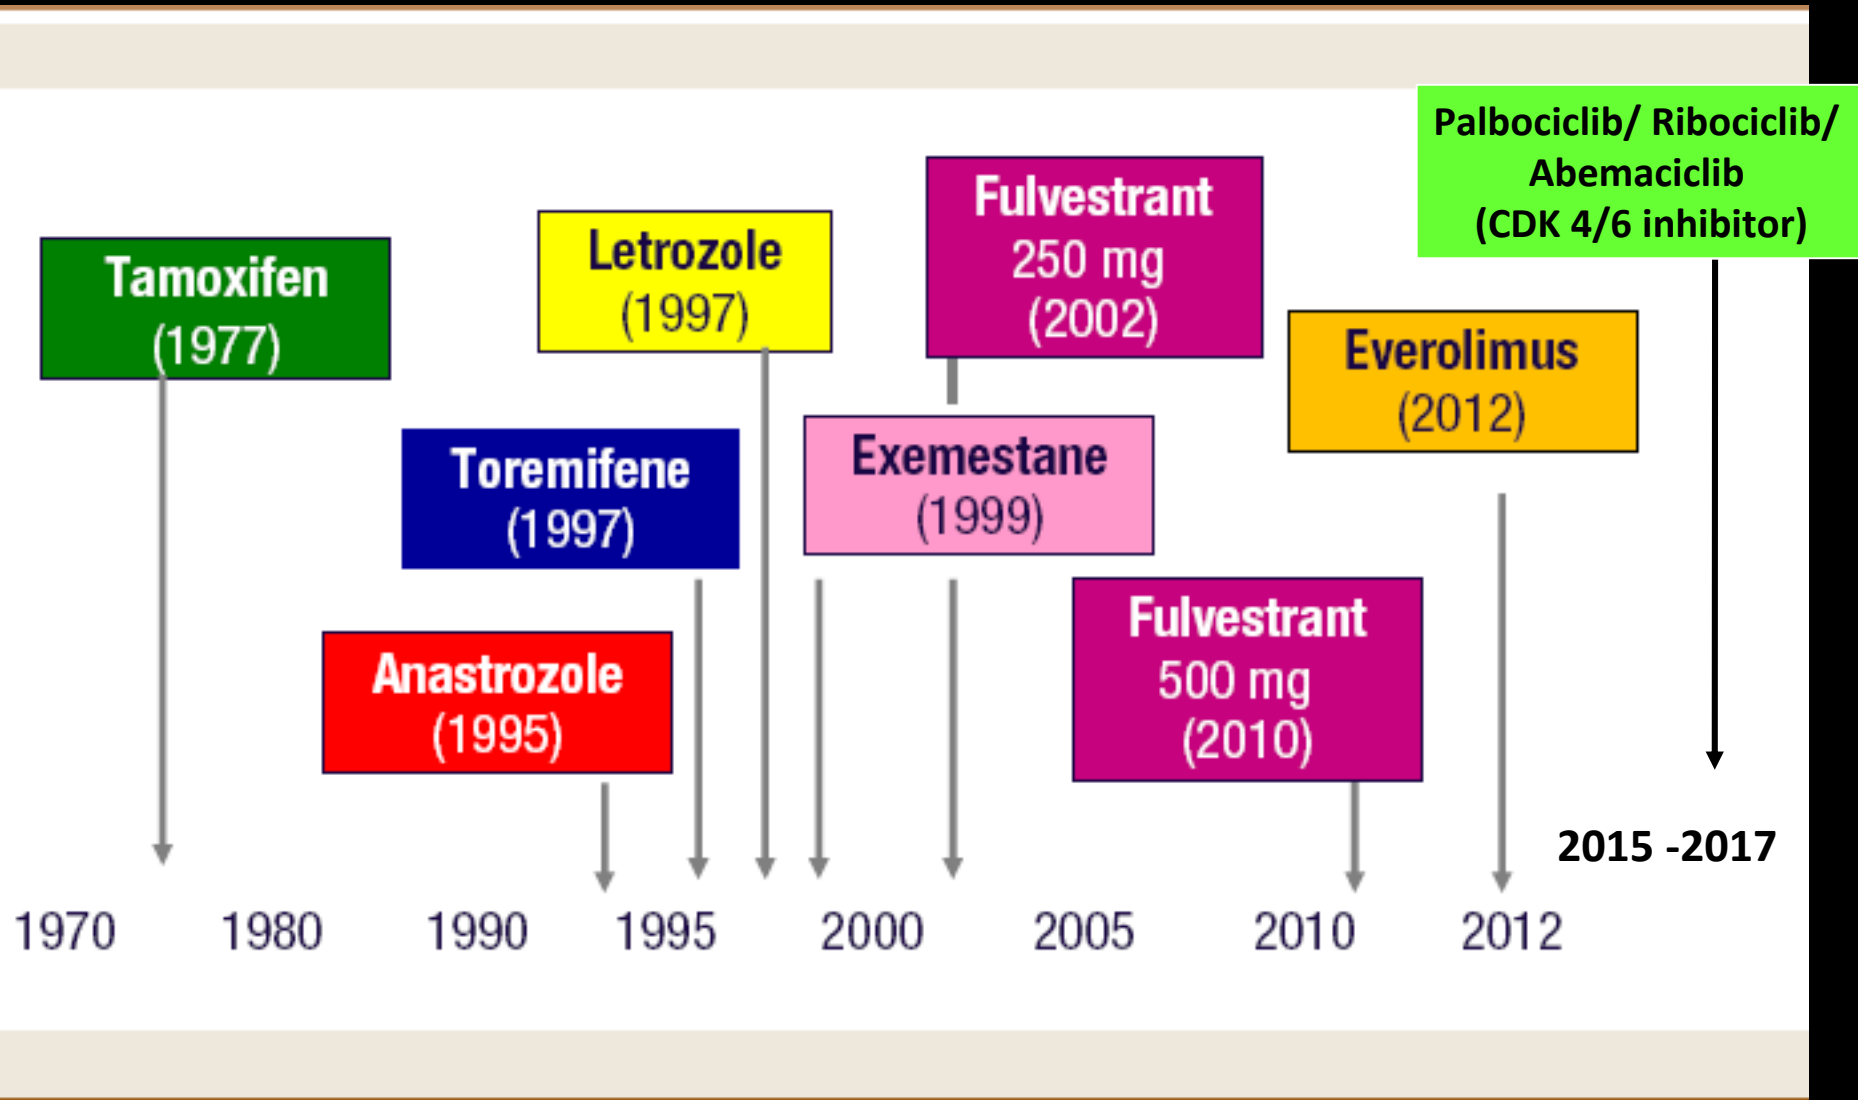 Palbociclib/ Ribociclib/
Abemaciclib
(CDK 4/6 inhibitor)
Fulvestrant
250 mg
(2002)
Letrozole
(1997)
Tamoxifen
(1977)
Everolimus
(2012)
Toremifene
(1997)
Exemestane
(1999)
Anastrozole
(1995)
Fulvestrant
500 mg
(2010)
2015 -2017
1970 1980 1990 1995 2000 2005 2010 2012